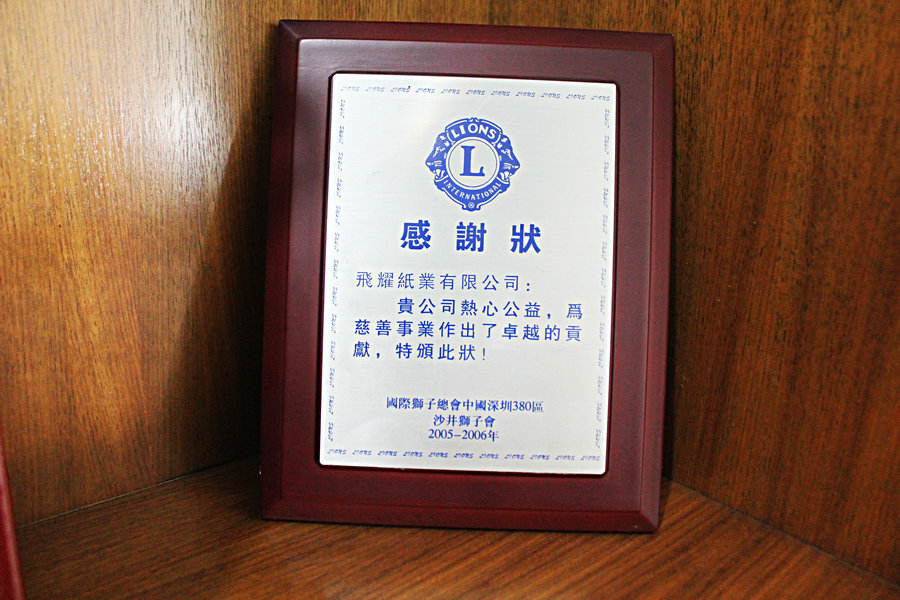 LIONS
L
INTERNATIONAL
感謝狀
飛耀紙業有限公司：
貴公司熱心公益，爲
慈善事業作出了卓越的貢
獻，特頒此狀！
國際獅子總會中國深圳380區
沙井獅子會
2005-2006年